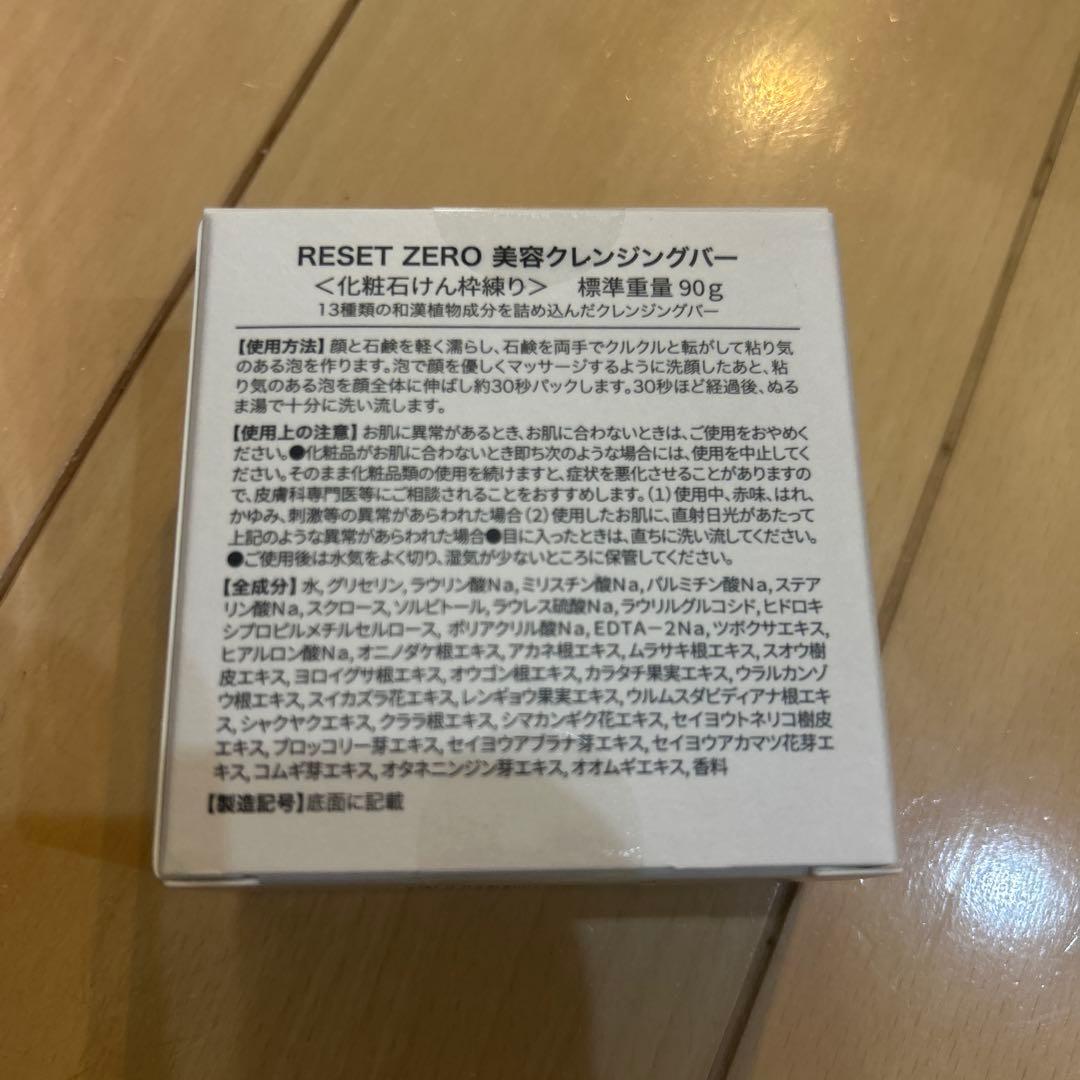 RESET ZERO 美容クレンジングバー
＜化粧石けん枠練り＞　標準重量 90g
13種類の和漢植物成分を詰め込んだクレンジングバー
【使用方法】顔と石鹸を軽く濡らし、石鹸を両手でクルクルと転がして粘り気
のある泡を作ります。泡で顔を優しくマッサージするように洗顔したあと、粘
り気のある泡を顔全体に伸ばし約30秒パックします。30秒ほど経過後、ぬる
ま湯で十分に洗い流します。
【使用上の注意】お肌に異常があるとき、お肌に合わないときは、ご使用をおやめく
ださい。●化粧品がお肌に合わないとき即ち次のような場合には、使用を中止してく
ださい。そのまま化粧品類の使用を続けますと、症状を悪化させることがありますの
で、皮膚科専門医等にご相談されることをおすすめします。(1)使用中、赤味、はれ、
かゆみ、刺激等の異常があらわれた場合(2)使用したお肌に、直射日光があたって
上記のような異常があらわれた場合●目に入ったときは、直ちに洗い流してください。
●ご使用後は水気をよく切り、湿気が少ないところに保管してください。
【全成分】水, グリセリン, ラウリン酸Na, ミリスチン酸Na, パルミチン酸Na, ステア
リン酸Na, スクロース, ソルビトール, ラウレス硫酸Na, ラウリルグルコシド, ヒドロキ
シプロピルメチルセルロース, ポリアクリル酸Na, EDTA－2Na, ツボクサエキス,
ヒアルロン酸Na, オニノダケ根エキス, アカネ根エキス, ムラサキ根エキス, スオウ樹
皮エキス, ヨロイグサ根エキス, オウゴン根エキス, カラタチ果実エキス, ウラルカンゾ
ウ根エキス, スイカズラ花エキス, レンギョウ果実エキス, ウルムスダビディアナ根エキ
ス, シャクヤクエキス, クララ根エキス, シマカンギク花エキス, セイヨウトネリコ樹皮
エキス, ブロッコリー芽エキス, セイヨウアブラナ芽エキス, セイヨウアカマツ花芽エ
キス, コムギ芽エキス, オタネニンジン芽エキス, オオムギエキス, 香料
【製造記号】底面に記載